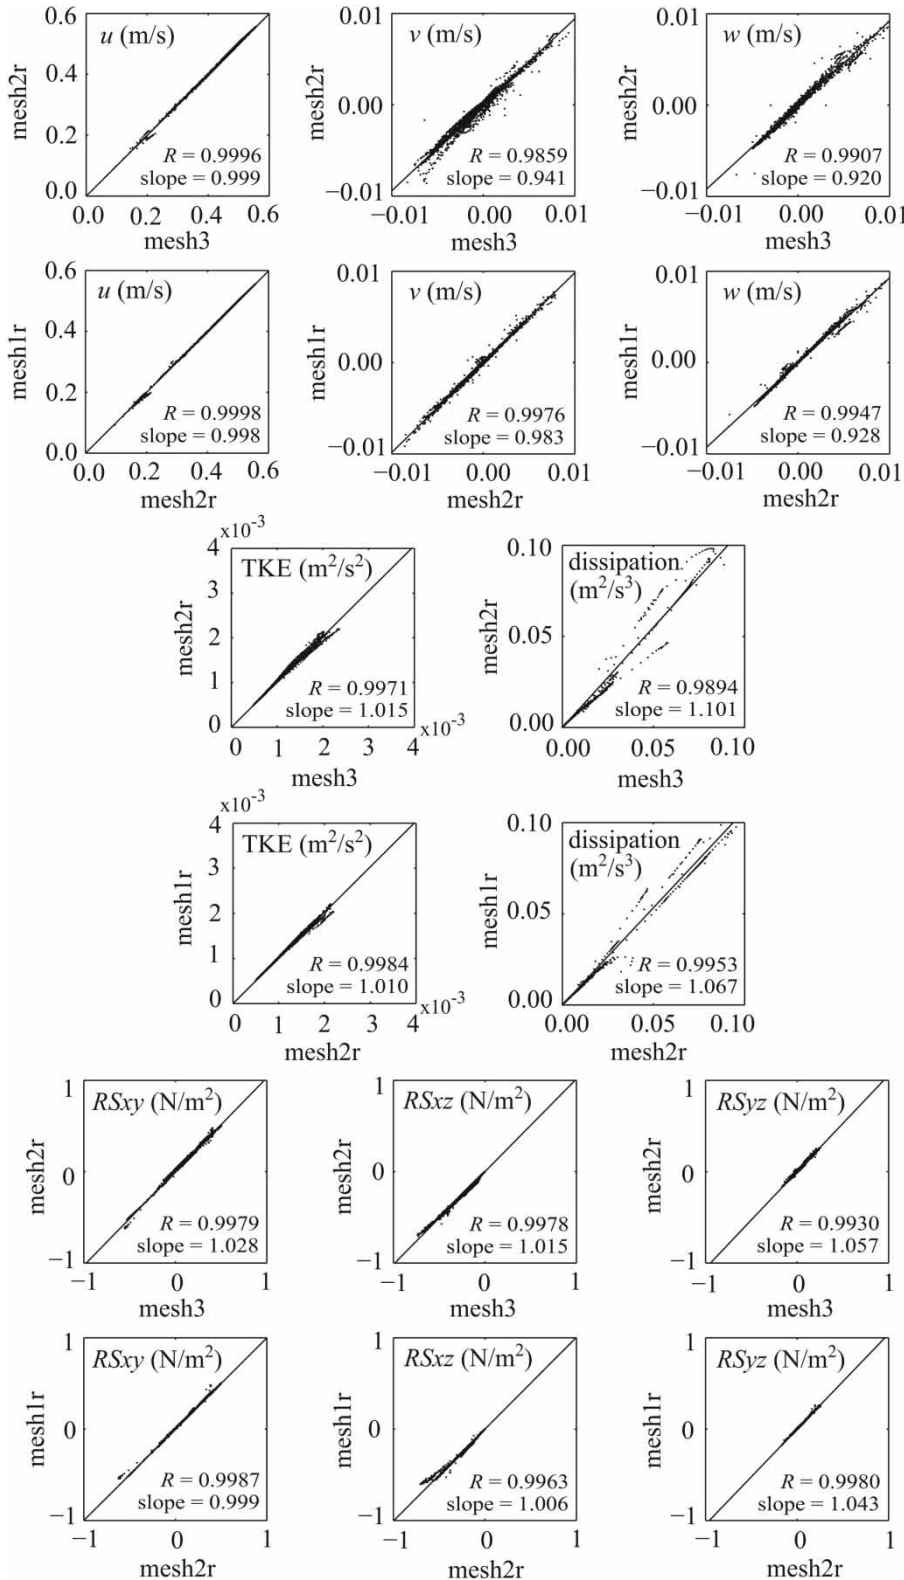 0.6
u (m/s)
mesh2r
0.4
0.2
R = 0.9996
slope = 0.999
0.0
0.0 0.2 0.4 0.6
mesh3
0.01
v (m/s)
mesh2r
0.00
R = 0.9859
slope = 0.941
−0.01
−0.01 0.00 0.01
mesh3
0.01
w (m/s)
mesh2r
0.00
R = 0.9907
slope = 0.920
−0.01
−0.01 0.00 0.01
mesh3
0.6
u (m/s)
mesh1r
0.4
0.2
R = 0.9998
slope = 0.998
0.0
0.0 0.2 0.4 0.6
mesh2r
0.01
v (m/s)
mesh1r
0.00
R = 0.9976
slope = 0.983
−0.01
−0.01 0.00 0.01
mesh2r
0.01
w (m/s)
mesh1r
0.00
R = 0.9947
slope = 0.928
−0.01
−0.01 0.00 0.01
mesh2r
x10⁻³
4
TKE (m²/s²)
3
mesh2r
2
1
R = 0.9971
slope = 1.015
0
x10⁻³
0 1 2 3 4
mesh3
0.10
dissipation
(m²/s³)
mesh2r
0.05
R = 0.9894
slope = 1.101
0.00
0.00 0.05 0.10
mesh3
x10⁻³
4
TKE (m²/s²)
3
mesh1r
2
1
R = 0.9984
slope = 1.010
0
x10⁻³
0 1 2 3 4
mesh2r
0.10
dissipation
(m²/s³)
mesh1r
0.05
R = 0.9953
slope = 1.067
0.00
0.00 0.05 0.10
mesh2r
1
RSxy (N/m²)
mesh2r
0
R = 0.9979
slope = 1.028
−1
−1 0 1
mesh3
1
RSxz (N/m²)
mesh2r
0
R = 0.9978
slope = 1.015
−1
−1 0 1
mesh3
1
RSyz (N/m²)
mesh2r
0
R = 0.9930
slope = 1.057
−1
−1 0 1
mesh3
1
RSxy (N/m²)
mesh1r
0
R = 0.9987
slope = 0.999
−1
−1 0 1
mesh2r
1
RSxz (N/m²)
mesh1r
0
R = 0.9963
slope = 1.006
−1
−1 0 1
mesh2r
1
RSyz (N/m²)
mesh1r
0
R = 0.9980
slope = 1.043
−1
−1 0 1
mesh2r